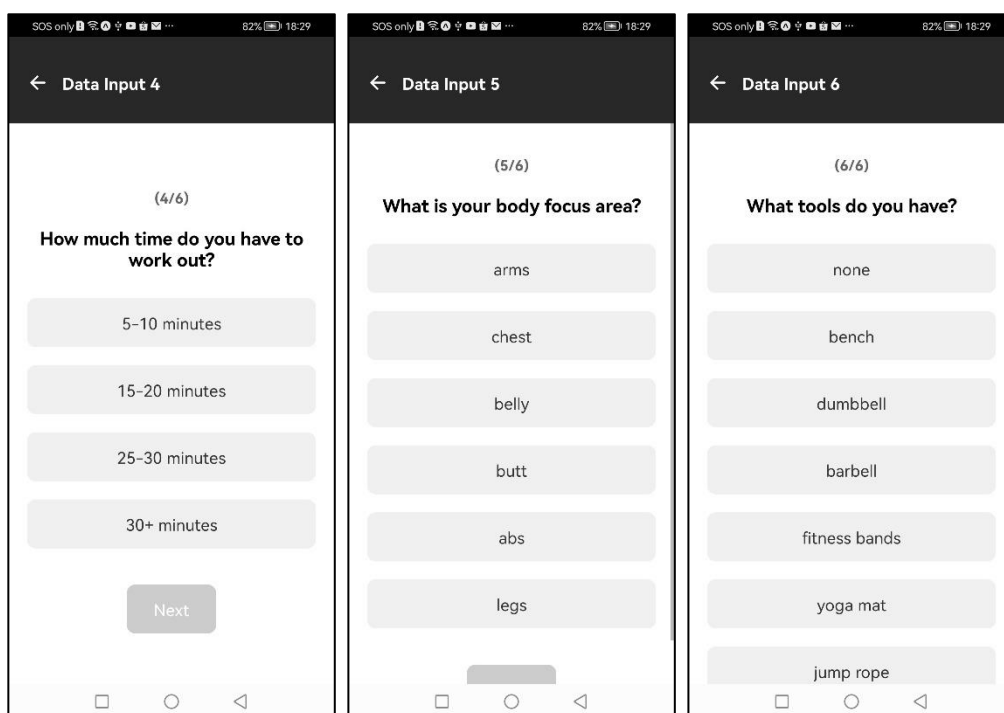 SOS only 82% 18:29
Data Input 4
(4/6)
How much time do you have to
work out?
5-10 minutes
15-20 minutes
25-30 minutes
30+ minutes
Next
SOS only 82% 18:29
Data Input 5
(5/6)
What is your body focus area?
arms
chest
belly
butt
abs
legs
SOS only 82% 18:29
Data Input 6
(6/6)
What tools do you have?
none
bench
dumbbell
barbell
fitness bands
yoga mat
jump rope